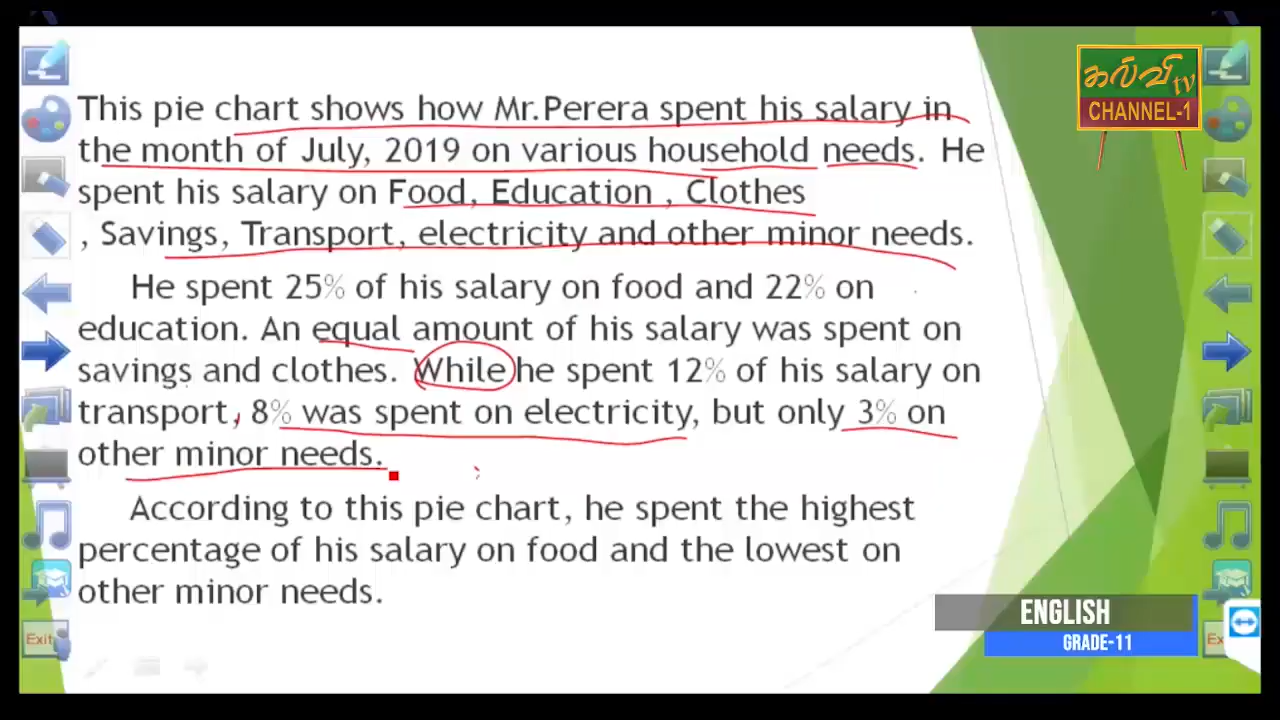 This pie chart shows how Mr.Perera spent his salary in
the month of July, 2019 on various household needs. He
spent his salary on Food, Education , Clothes
, Savings, Transport, electricity and other minor needs.
He spent 25% of his salary on food and 22% on
education. An equal amount of his salary was spent on
savings and clothes. While he spent 12% of his salary on
transport, 8% was spent on electricity, but only 3% on
other minor needs.
According to this pie chart, he spent the highest
percentage of his salary on food and the lowest on
other minor needs.
கல்வி tv
CHANNEL-1
ENGLISH
GRADE-11
Exit
Ex